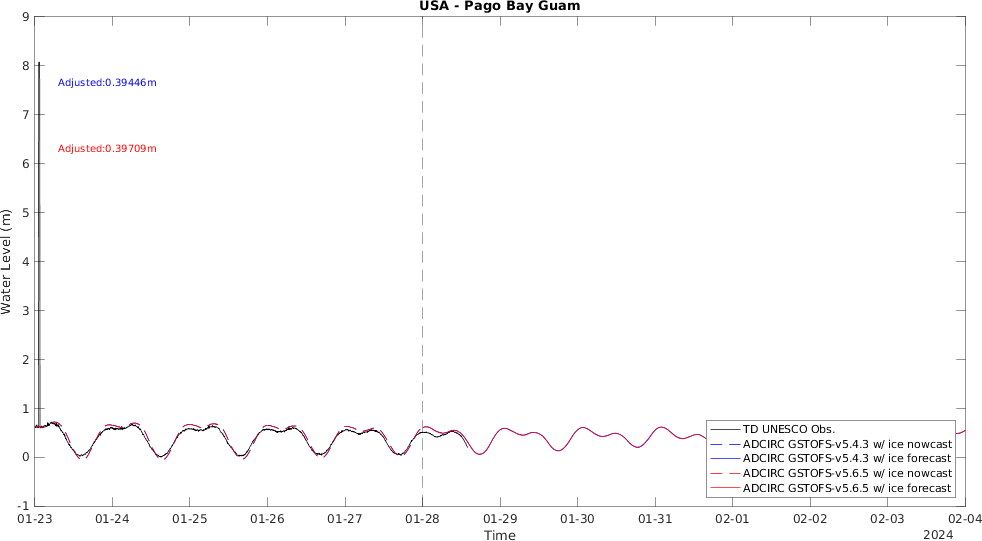 USA - Pago Bay Guam
9
8
7
6
5
4
3
2
1
0
-1
Water Level (m)
Adjusted:0.39446m
Adjusted:0.39709m
TD UNESCO Obs.
ADCIRC GSTOFS-v5.4.3 w/ ice nowcast
ADCIRC GSTOFS-v5.4.3 w/ ice forecast
ADCIRC GSTOFS-v5.6.5 w/ ice nowcast
ADCIRC GSTOFS-v5.6.5 w/ ice forecast
01-23 01-24 01-25 01-26 01-27 01-28 01-29 01-30 01-31 02-01 02-02 02-03 02-04
Time
2024